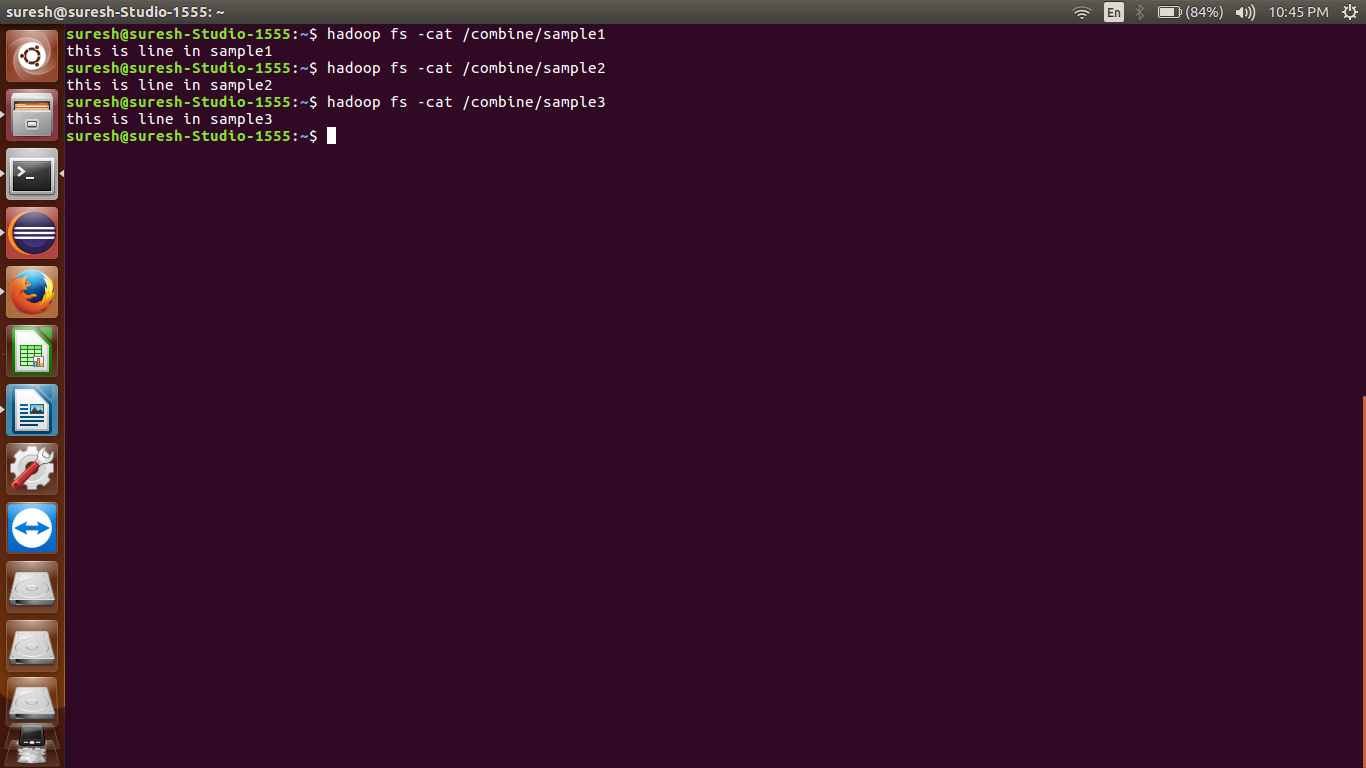 suresh@suresh-Studio-1555: ~
En
(84%)
10:45 PM
suresh@suresh-Studio-1555:~$ hadoop fs -cat /combine/sample1
this is line in sample1
suresh@suresh-Studio-1555:~$ hadoop fs -cat /combine/sample2
this is line in sample2
suresh@suresh-Studio-1555:~$ hadoop fs -cat /combine/sample3
this is line in sample3
suresh@suresh-Studio-1555:~$